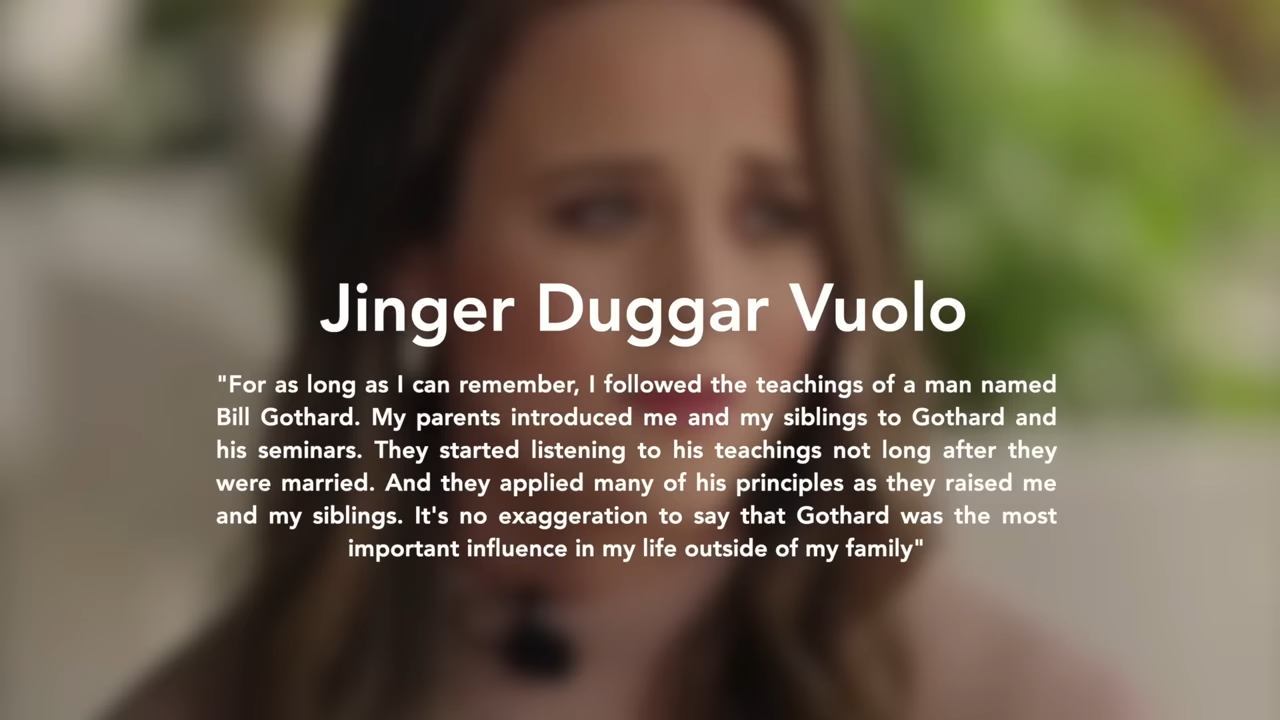 Jinger Duggar Vuolo
"For as long as I can remember, I followed the teachings of a man named
Bill Gothard. My parents introduced me and my siblings to Gothard and
his seminars. They started listening to his teachings not long after they
were married. And they applied many of his principles as they raised me
and my siblings. It's no exaggeration to say that Gothard was the most
important influence in my life outside of my family"